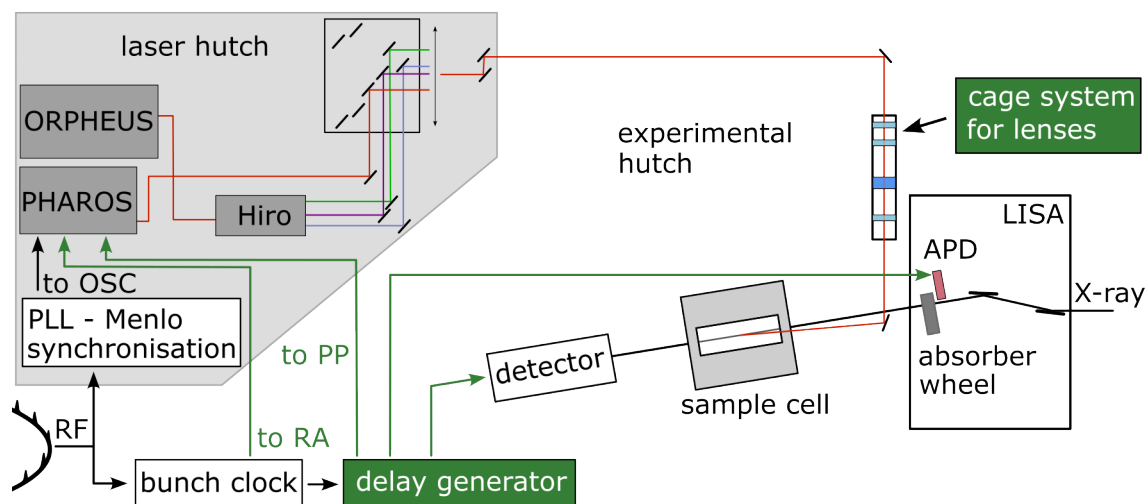 laser hutch
ORPHEUS
PHAROS
Hiro
to OSC
PLL - Menlo
synchronisation
to PP
to RA
RF
bunch clock
delay generator
experimental
hutch
cage system
for lenses
LISA
APD
X-ray
absorber
wheel
detector
sample cell